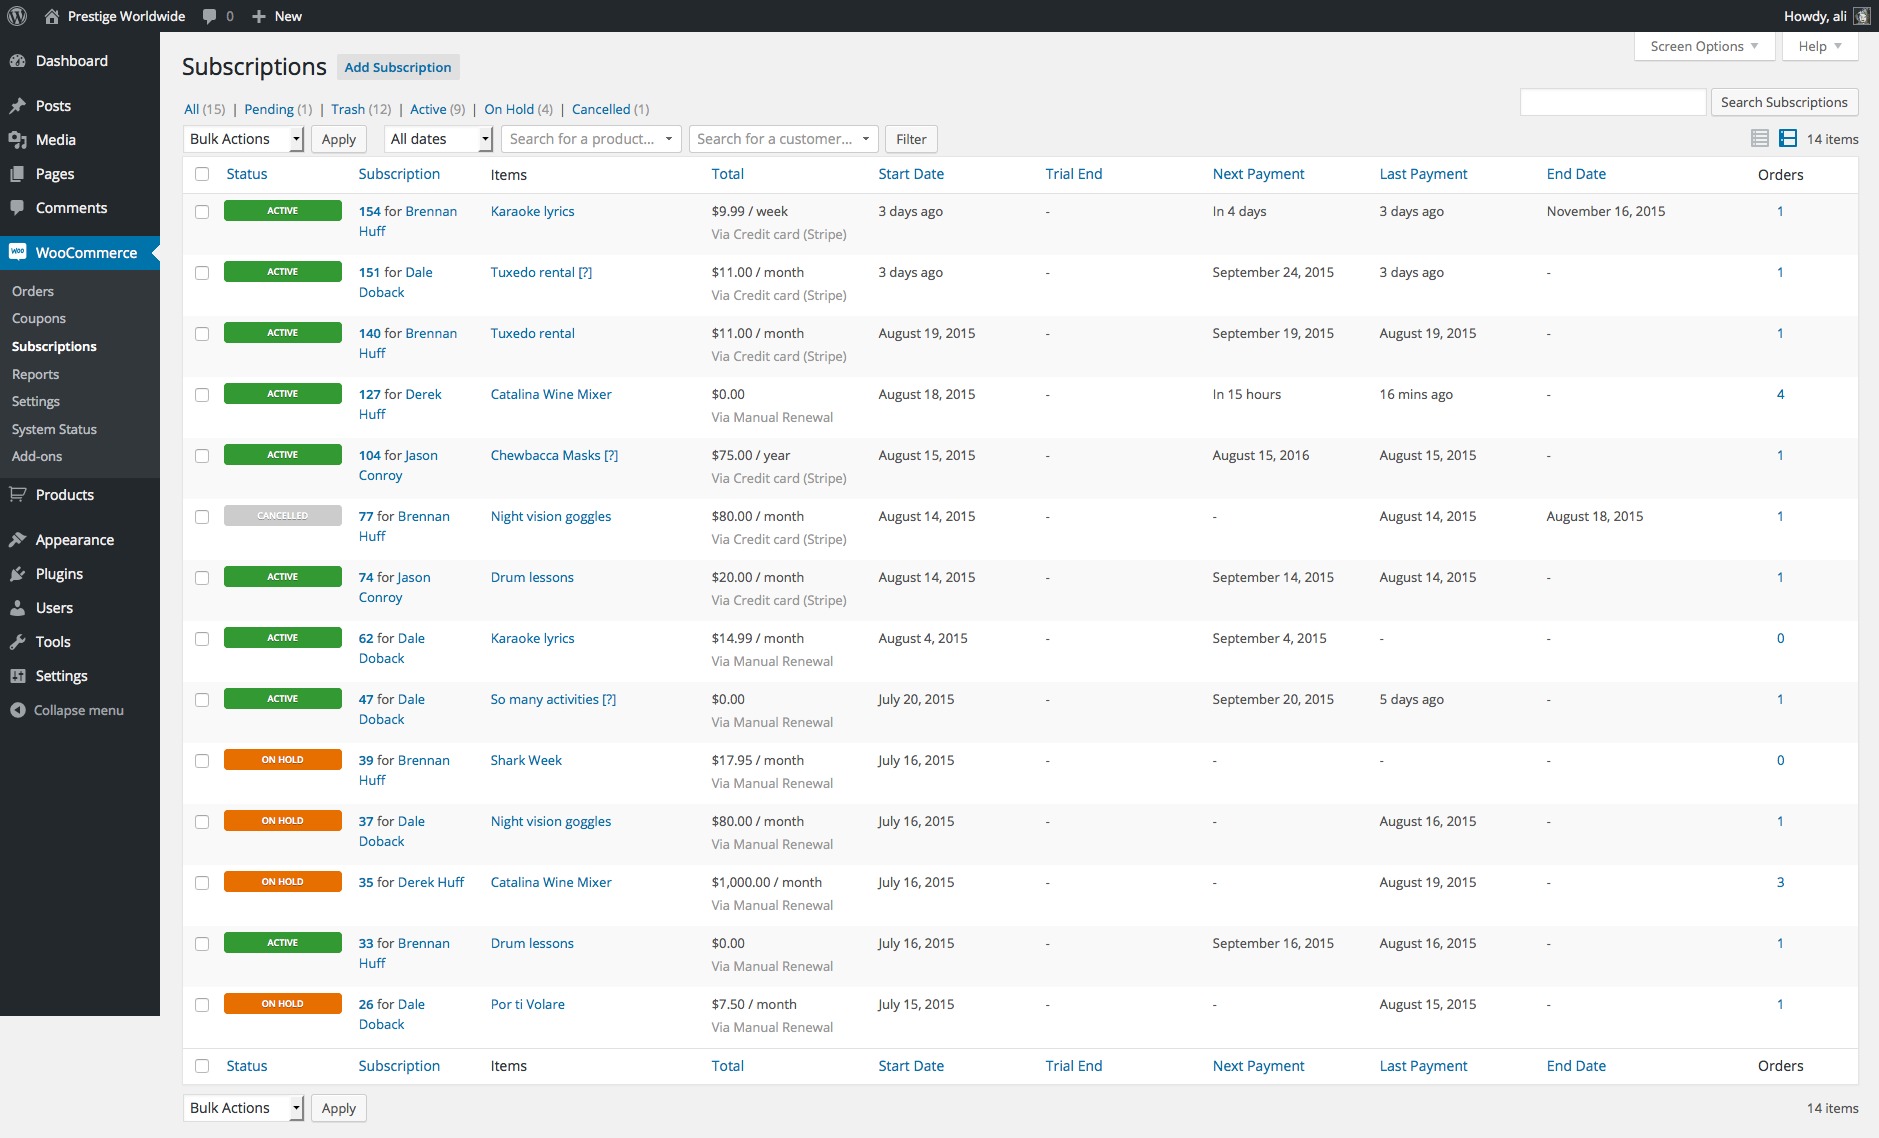 Prestige Worldwide 0 New Howdy, ali
Screen Options Help
Dashboard
Posts
Media
Pages
Comments
WooCommerce
Orders
Coupons
Subscriptions
Reports
Settings
System Status
Add-ons
Products
Appearance
Plugins
Users
Tools
Settings
Collapse menu
Subscriptions Add Subscription
All (15) | Pending (1) | Trash (12) | Active (9) | On Hold (4) | Cancelled (1)
Search Subscriptions
Bulk Actions Apply All dates Search for a product... Search for a customer... Filter 14 items
Status Subscription Items Total Start Date Trial End Next Payment Last Payment End Date Orders
ACTIVE 154 for Brennan Karaoke lyrics $9.99 / week 3 days ago - In 4 days 3 days ago November 16, 2015 1
Huff Via Credit card (Stripe)
ACTIVE 151 for Dale Tuxedo rental [?] $11.00 / month 3 days ago - September 24, 2015 3 days ago - 1
Doback Via Credit card (Stripe)
ACTIVE 140 for Brennan Tuxedo rental $11.00 / month August 19, 2015 - September 19, 2015 August 19, 2015 - 1
Huff Via Credit card (Stripe)
ACTIVE 127 for Derek Catalina Wine Mixer $0.00 August 18, 2015 - In 15 hours 16 mins ago - 4
Huff Via Manual Renewal
ACTIVE 104 for Jason Chewbacca Masks [?] $75.00 / year August 15, 2015 - August 15, 2016 August 15, 2015 - 1
Conroy Via Credit card (Stripe)
CANCELLED 77 for Brennan Night vision goggles $80.00 / month August 14, 2015 - - August 14, 2015 August 18, 2015 1
Huff Via Credit card (Stripe)
ACTIVE 74 for Jason Drum lessons $20.00 / month August 14, 2015 - September 14, 2015 August 14, 2015 - 1
Conroy Via Credit card (Stripe)
ACTIVE 62 for Dale Karaoke lyrics $14.99 / month August 4, 2015 - September 4, 2015 - - 0
Doback Via Manual Renewal
ACTIVE 47 for Dale So many activities [?] $0.00 July 20, 2015 - September 20, 2015 5 days ago - 1
Doback Via Manual Renewal
ON HOLD 39 for Brennan Shark Week $17.95 / month July 16, 2015 - - - - 0
Huff Via Manual Renewal
ON HOLD 37 for Dale Night vision goggles $80.00 / month July 16, 2015 - - August 16, 2015 - 1
Doback Via Manual Renewal
ON HOLD 35 for Derek Huff Catalina Wine Mixer $1,000.00 / month July 16, 2015 - - August 19, 2015 - 3
Via Manual Renewal
ACTIVE 33 for Brennan Drum lessons $0.00 July 16, 2015 - September 16, 2015 August 16, 2015 - 1
Huff Via Manual Renewal
ON HOLD 26 for Dale Por ti Volare $7.50 / month July 15, 2015 - - August 15, 2015 - 1
Doback Via Manual Renewal
Status Subscription Items Total Start Date Trial End Next Payment Last Payment End Date Orders
Bulk Actions Apply 14 items